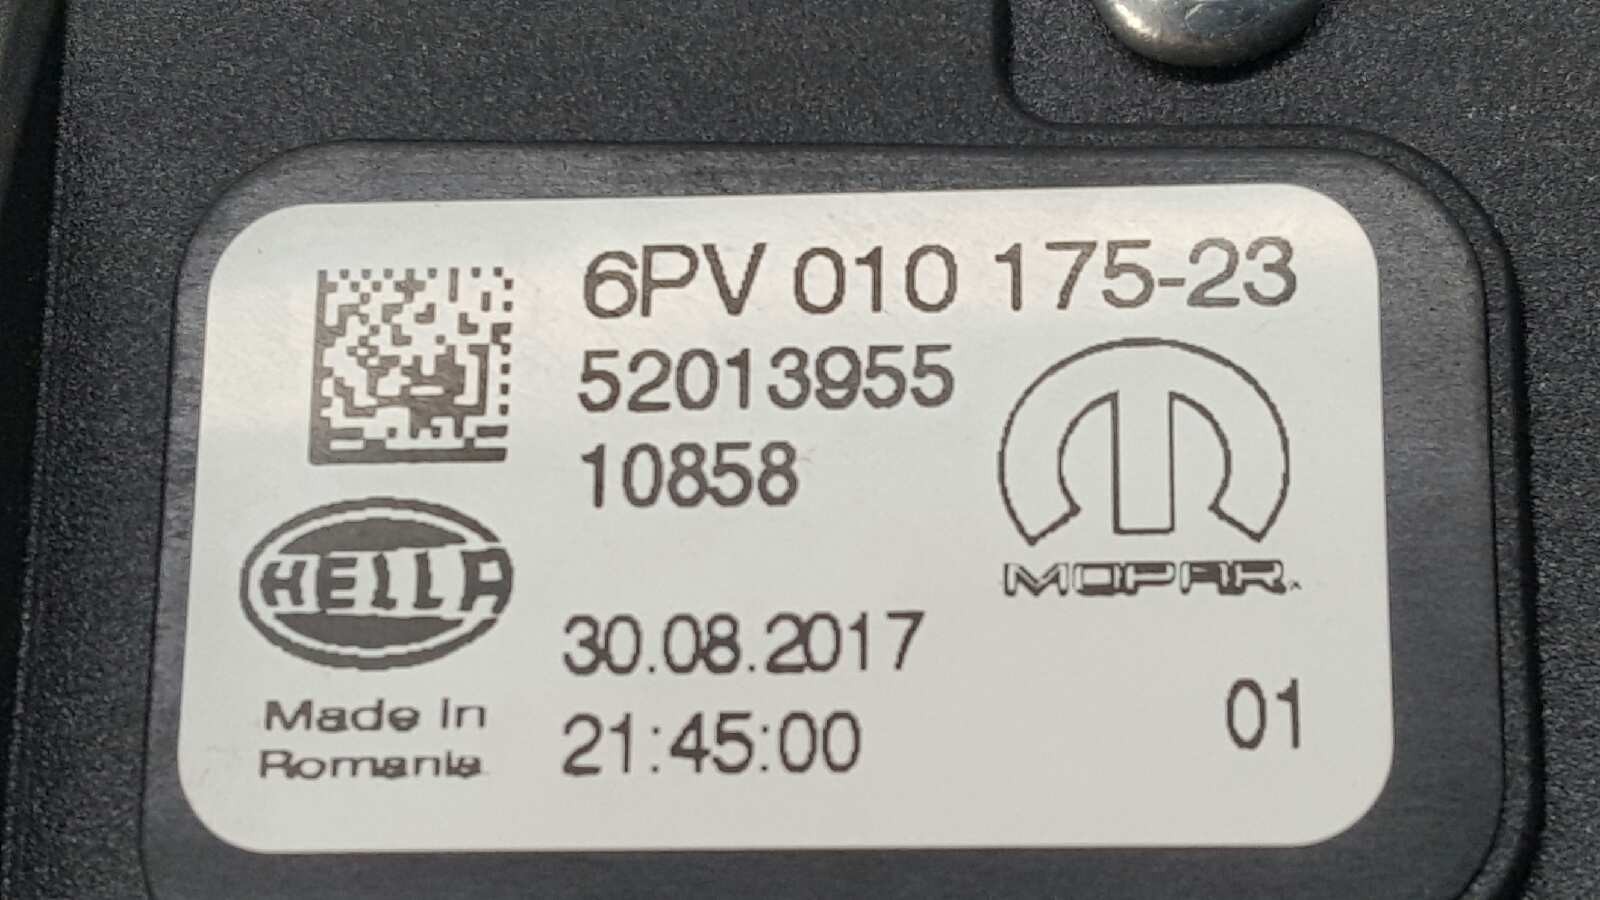 6PV 010 175-23
52013955
10858
MOPAR
HELLA
30.08.2017
Made In
Romania
21:45:00
01